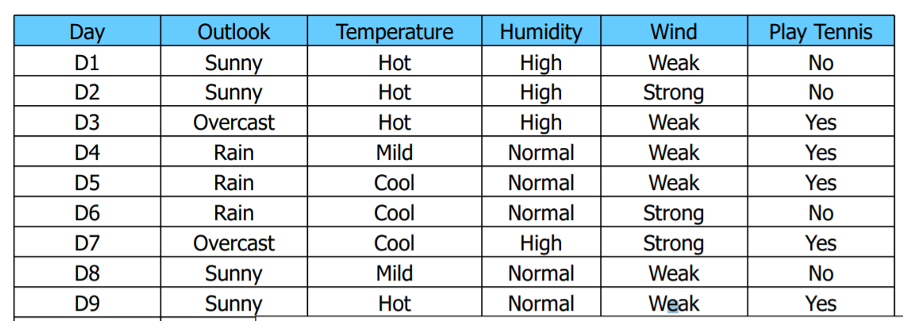 Day Outlook Temperature Humidity Wind Play Tennis
D1 Sunny Hot High Weak No
D2 Sunny Hot High Strong No
D3 Overcast Hot High Weak Yes
D4 Rain Mild Normal Weak Yes
D5 Rain Cool Normal Weak Yes
D6 Rain Cool Normal Strong No
D7 Overcast Cool High Strong Yes
D8 Sunny Mild Normal Weak No
D9 Sunny Hot Normal Weak Yes